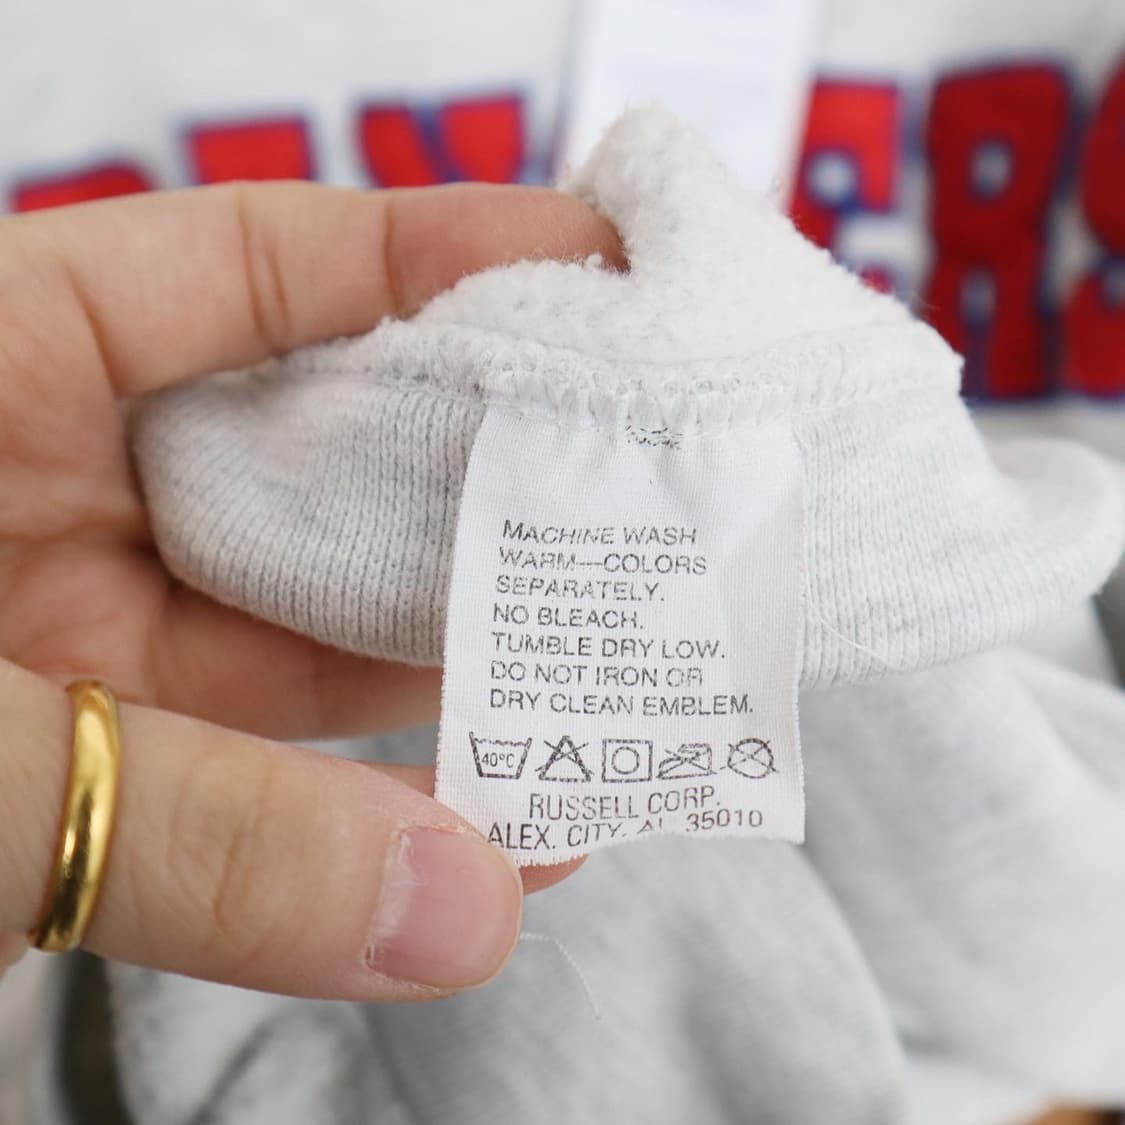 ERS
MACHINE WASH
WARM—COLORS
SEPARATELY.
NO BLEACH.
TUMBLE DRY LOW.
DO NOT IRON OR
DRY CLEAN EMBLEM.
40°C
RUSSELL CORP.
ALEX. CITY, AL 35010